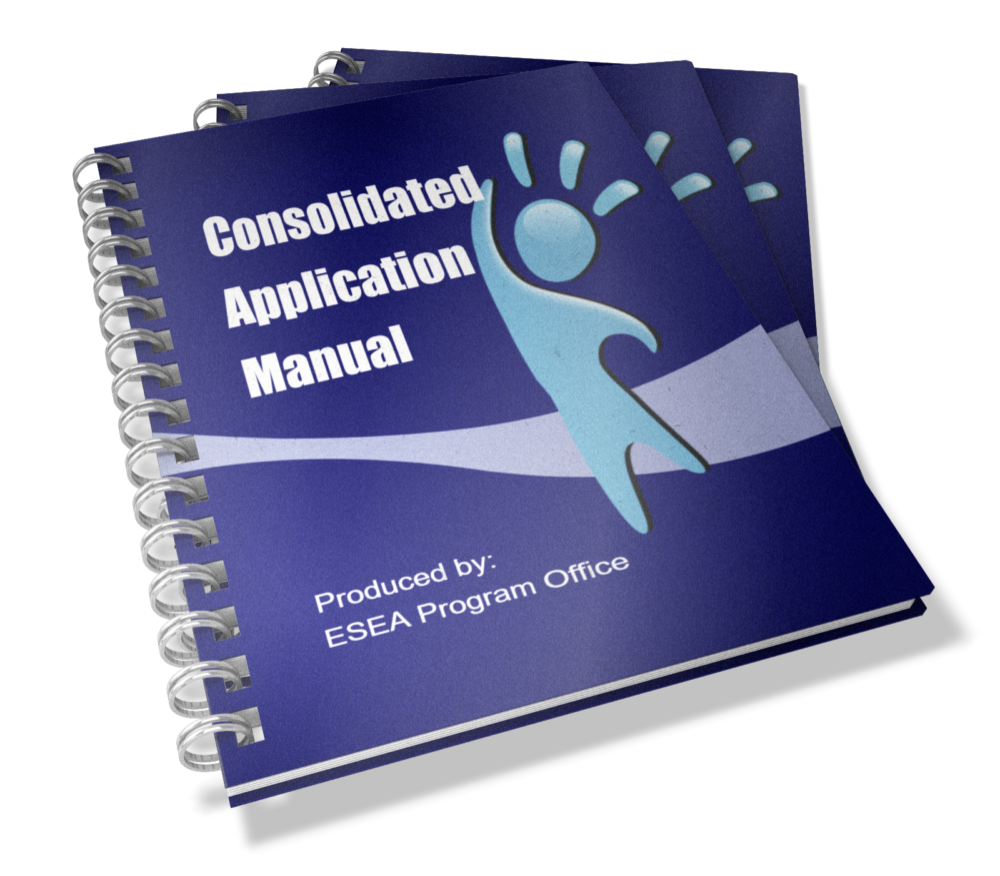 Consolidated
Application
Manual
Produced by:
ESEA Program Office